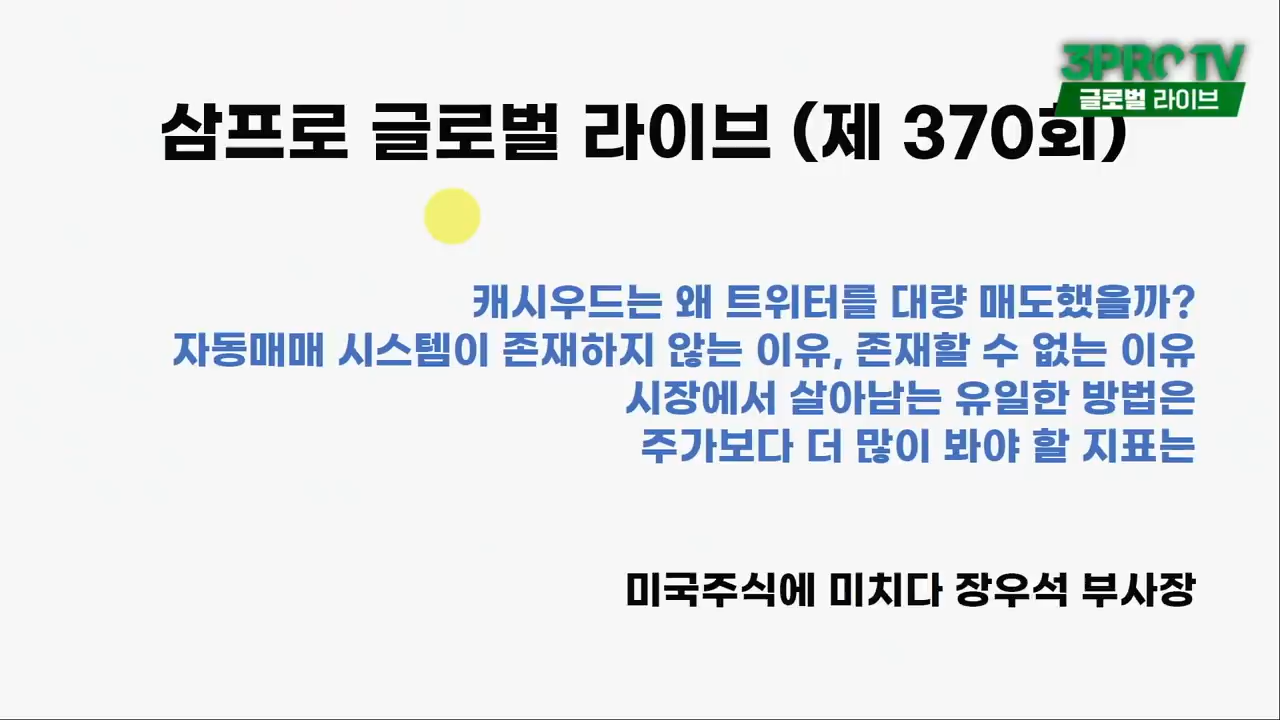 3PRO TV
글로벌 라이브
삼프로 글로벌 라이브 (제 370회)
캐시우드는 왜 트위터를 대량 매도했을까?
자동매매 시스템이 존재하지 않는 이유, 존재할 수 없는 이유
시장에서 살아남는 유일한 방법은
주가보다 더 많이 봐야 할 지표는
미국주식에 미치다 장우석 부사장